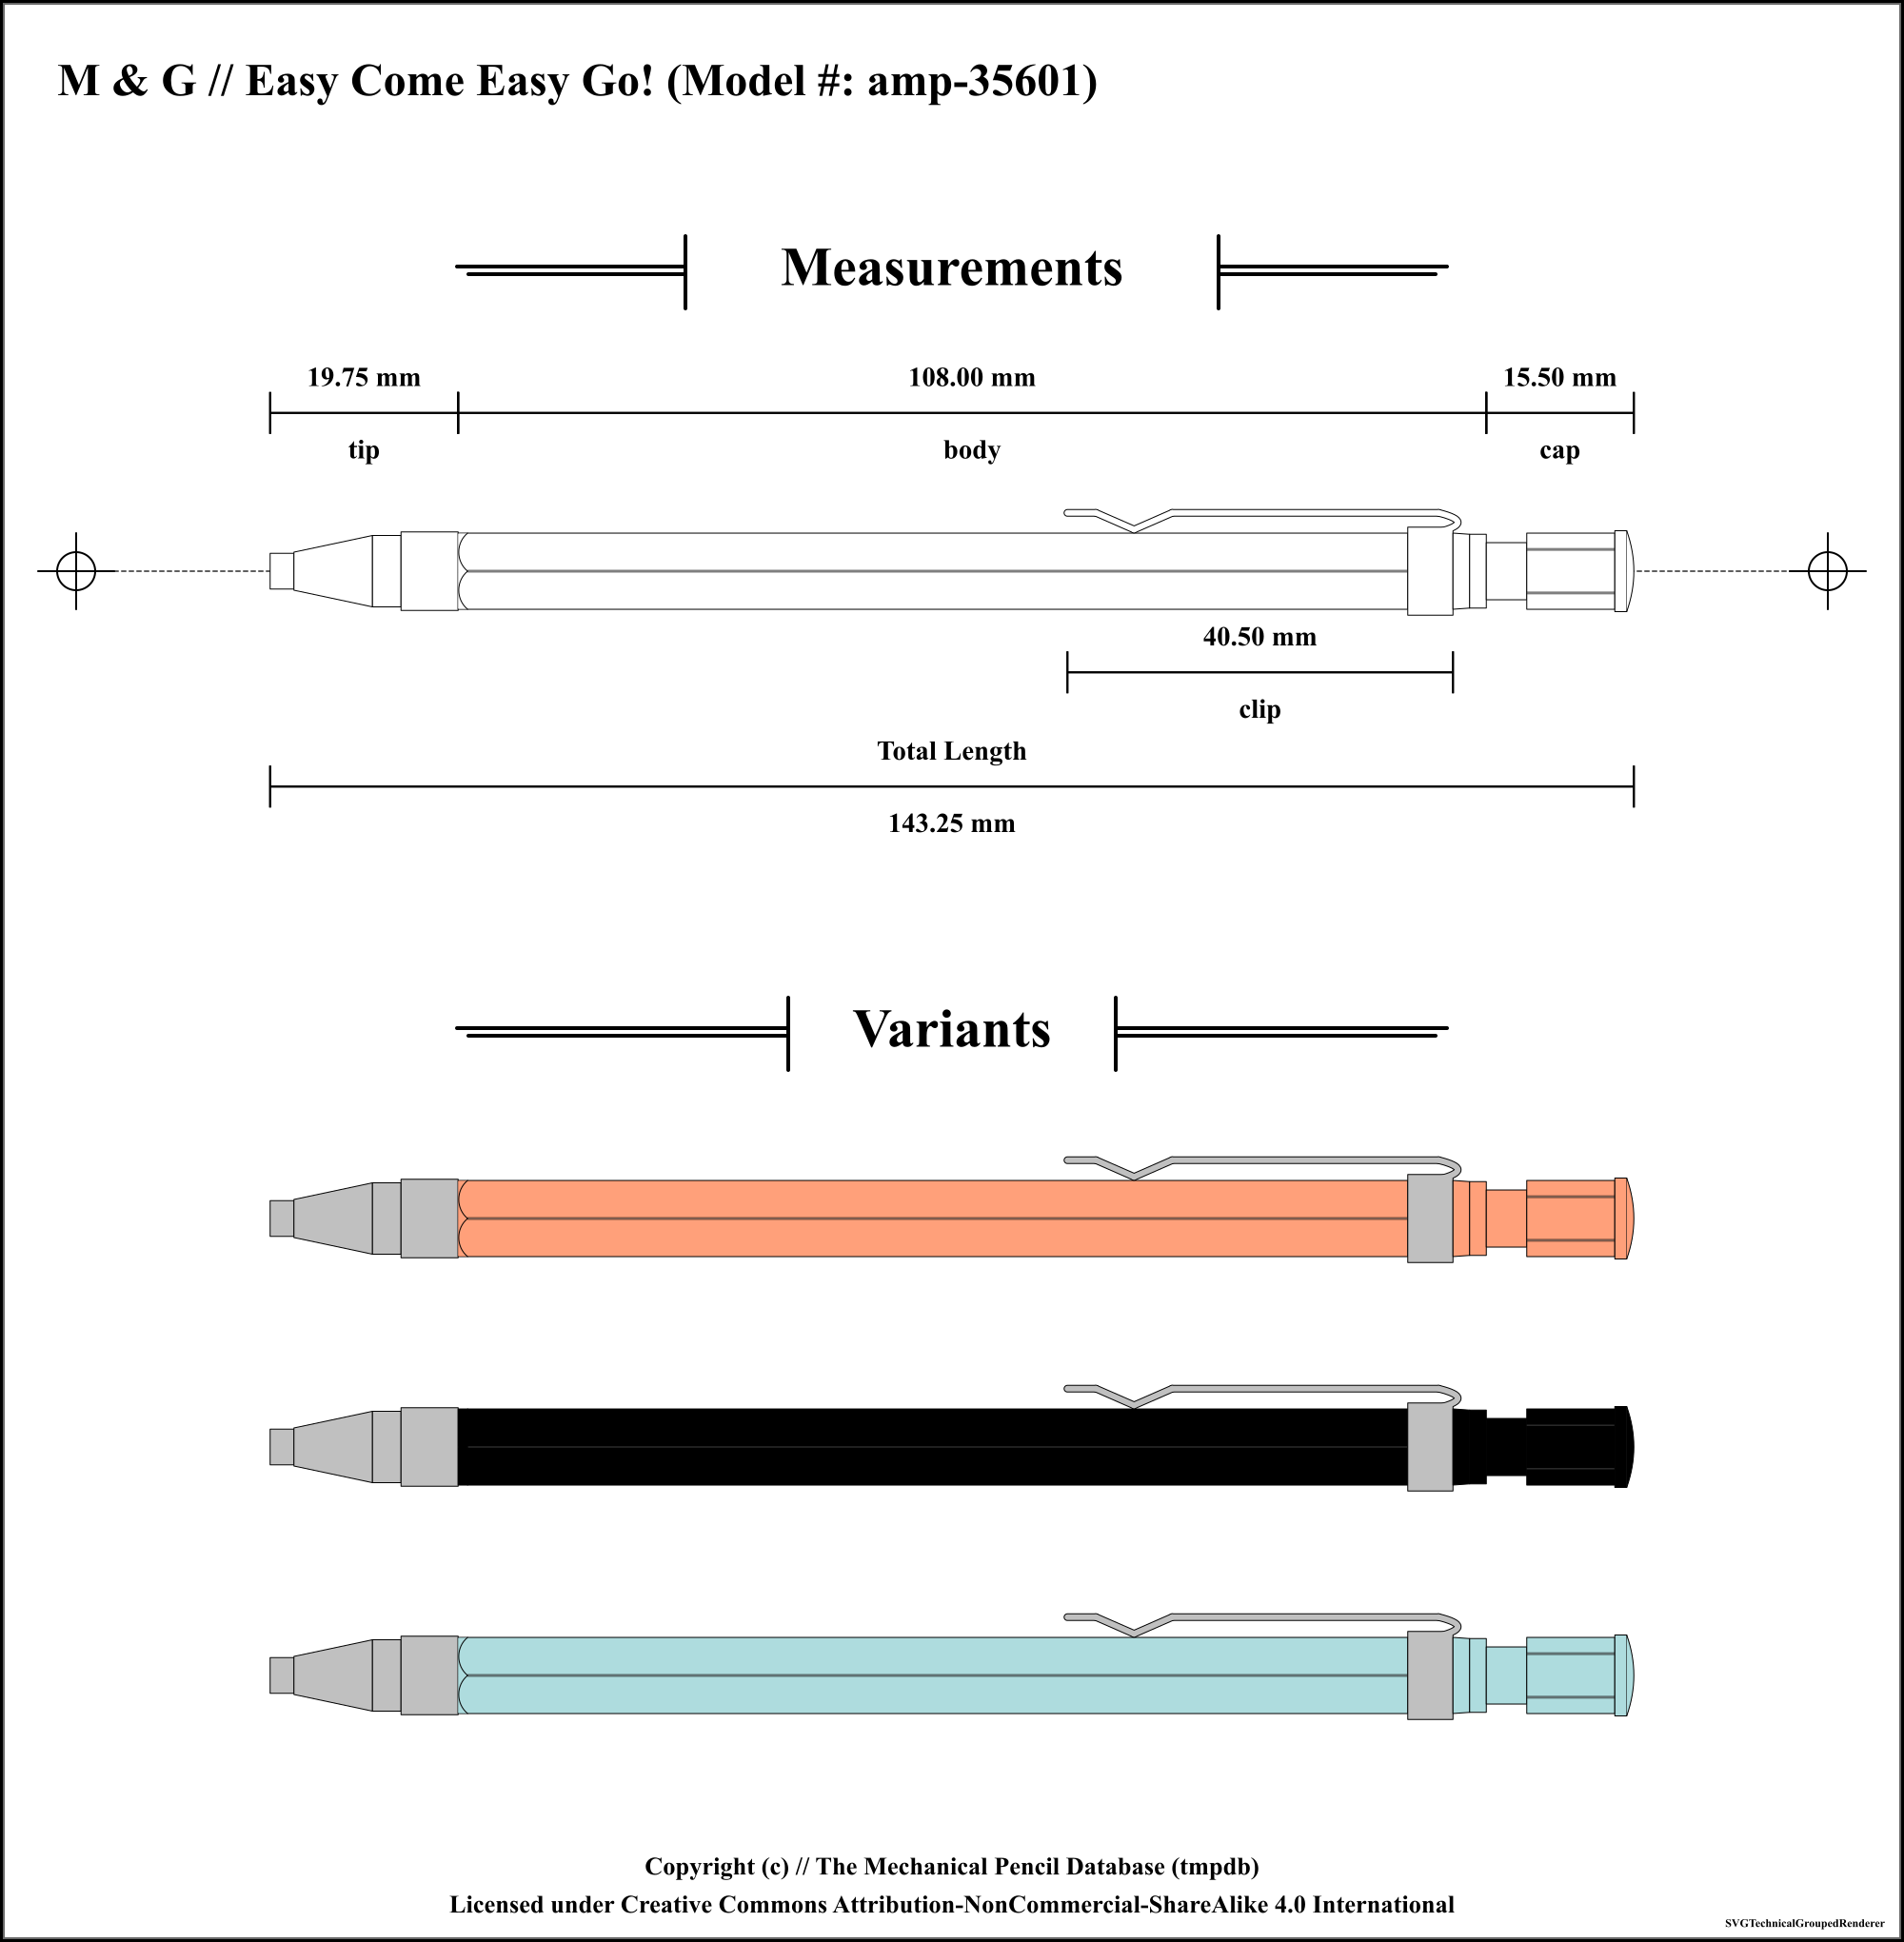 M & G // Easy Come Easy Go! (Model #: amp-35601)
Measurements
19.75 mm
108.00 mm
15.50 mm
tip
body
cap
40.50 mm
clip
Total Length
143.25 mm
Variants
Copyright (c) // The Mechanical Pencil Database (tmpdb)
Licensed under Creative Commons Attribution-NonCommercial-ShareAlike 4.0 International
SVGTechnicalGroupedRenderer